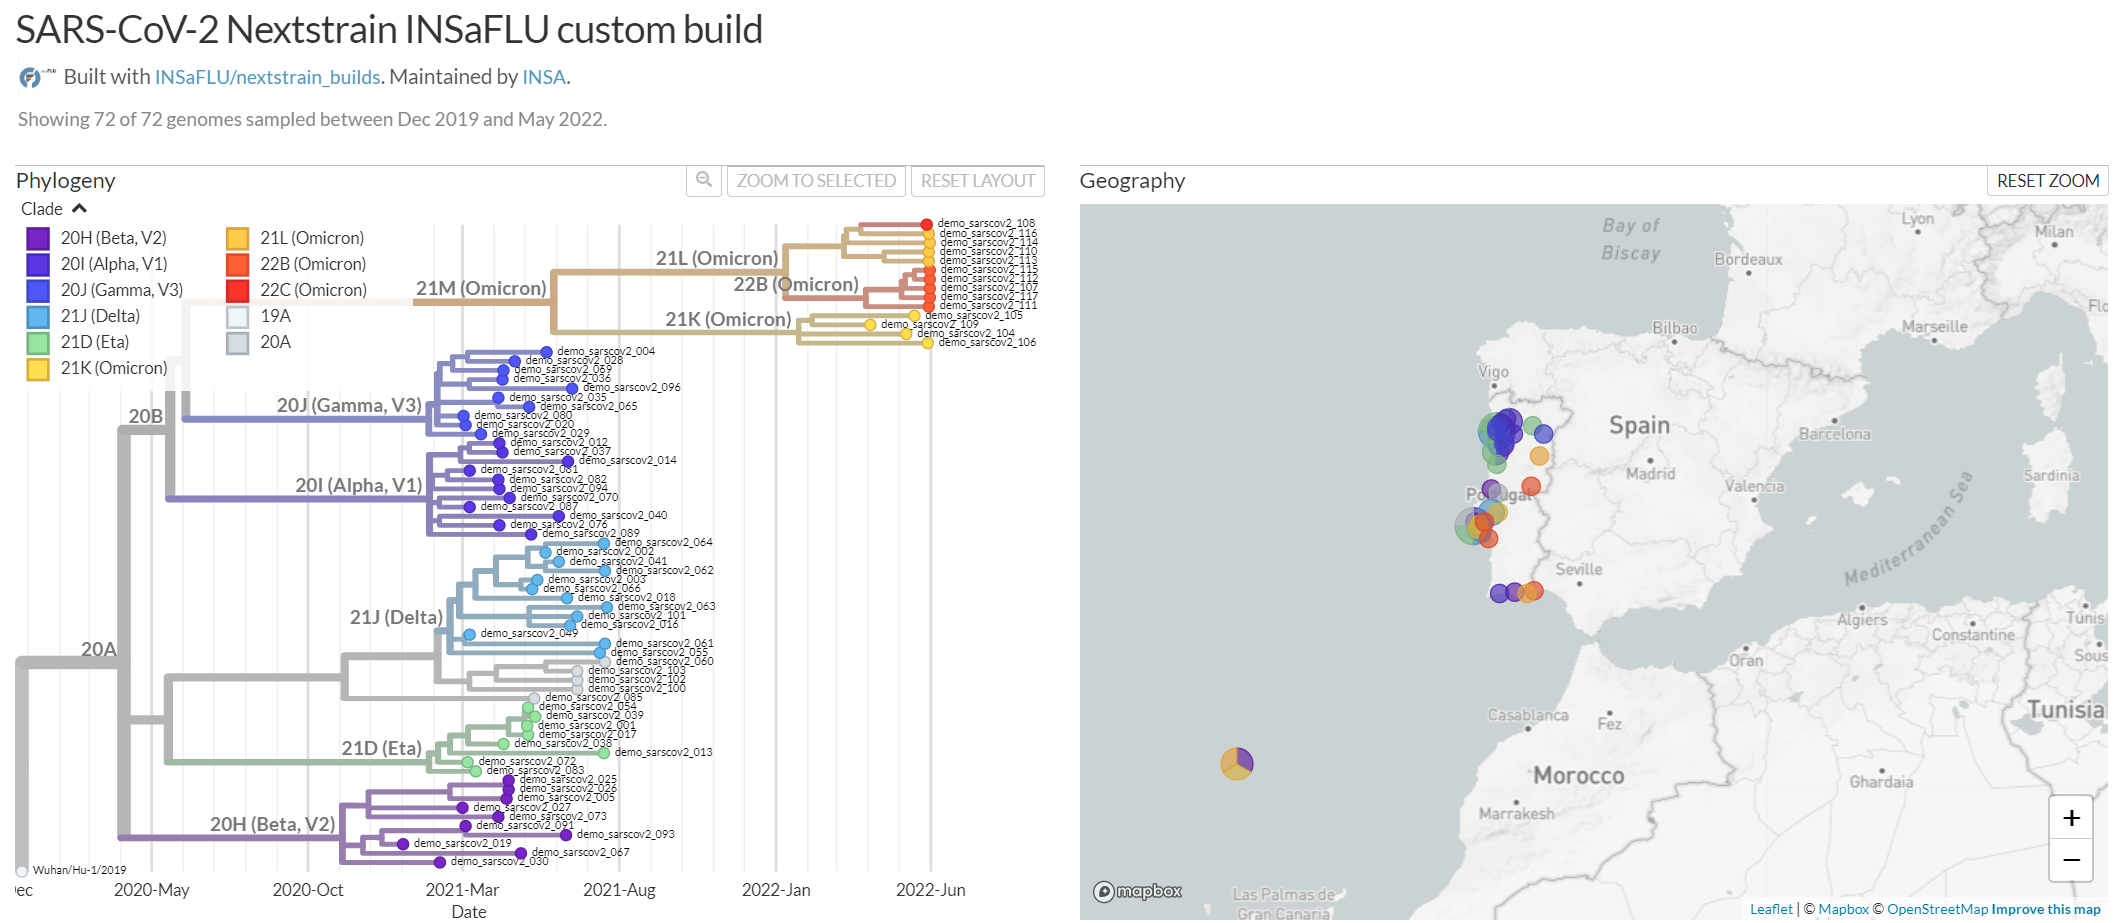 SARS-CoV-2 Nextstrain INSaFLU custom build
Built with INSaFLU/nextstrain_builds. Maintained by INSA.
Showing 72 of 72 genomes sampled between Dec 2019 and May 2022.
Phylogeny
ZOOM TO SELECTED
RESET LAYOUT
Clade
20H (Beta, V2)
20I (Alpha, V1)
20J (Gamma, V3)
21J (Delta)
21D (Eta)
21K (Omicron)
21L (Omicron)
22B (Omicron)
22C (Omicron)
19A
20A
21M (Omicron)
21L (Omicron)
22B (Omicron)
21K (Omicron)
20B
20J (Gamma, V3)
20I (Alpha, V1)
20A
21J (Delta)
21D (Eta)
20H (Beta, V2)
demo_sarscov2_108
demo_sarscov2_116
demo_sarscov2_114
demo_sarscov2_110
demo_sarscov2_113
demo_sarscov2_115
demo_sarscov2_112
demo_sarscov2_107
demo_sarscov2_117
demo_sarscov2_111
demo_sarscov2_105
demo_sarscov2_109
demo_sarscov2_104
demo_sarscov2_106
demo_sarscov2_004
demo_sarscov2_028
demo_sarscov2_069
demo_sarscov2_036
demo_sarscov2_096
demo_sarscov2_035
demo_sarscov2_065
demo_sarscov2_080
demo_sarscov2_020
demo_sarscov2_029
demo_sarscov2_012
demo_sarscov2_037
demo_sarscov2_014
demo_sarscov2_081
demo_sarscov2_082
demo_sarscov2_094
demo_sarscov2_070
demo_sarscov2_087
demo_sarscov2_040
demo_sarscov2_076
demo_sarscov2_089
demo_sarscov2_064
demo_sarscov2_002
demo_sarscov2_041
demo_sarscov2_062
demo_sarscov2_003
demo_sarscov2_066
demo_sarscov2_018
demo_sarscov2_063
demo_sarscov2_101
demo_sarscov2_016
demo_sarscov2_049
demo_sarscov2_061
demo_sarscov2_055
demo_sarscov2_060
demo_sarscov2_103
demo_sarscov2_102
demo_sarscov2_100
demo_sarscov2_085
demo_sarscov2_054
demo_sarscov2_039
demo_sarscov2_001
demo_sarscov2_017
demo_sarscov2_038
demo_sarscov2_013
demo_sarscov2_072
demo_sarscov2_083
demo_sarscov2_025
demo_sarscov2_026
demo_sarscov2_005
demo_sarscov2_027
demo_sarscov2_073
demo_sarscov2_091
demo_sarscov2_093
demo_sarscov2_019
demo_sarscov2_067
demo_sarscov2_030
Wuhan/Hu-1/2019
ec 2020-May 2020-Oct 2021-Mar 2021-Aug 2022-Jan 2022-Jun
Date
Geography
RESET ZOOM
Bay of
Biscay
Lyon
Milan
Bordeaux
Flo
Marseille
Bilbao
Vigo
Spain
Barcelona
Madrid
Valencia
Sardinia
Portugal
Mediterranean Sea
Seville
Algiers
Constantine
Tunis
Oran
Sous
Casablanca
Fez
Tunisia
Morocco
Ghardaia
Marrakesh
Las Palmas de
Gran Canaria
+
−
mapbox
Leaflet | © Mapbox © OpenStreetMap Improve this map